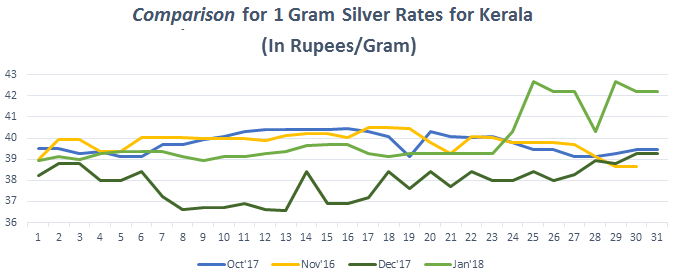 Comparison for 1 Gram Silver Rates for Kerala
(In Rupees/Gram)
43
42
41
40
39
38
37
36
1 2 3 4 5 6 7 8 9 10 11 12 13 14 15 16 17 18 19 20 21 22 23 24 25 26 27 28 29 30 31
Oct'17 Nov'16 Dec'17 Jan'18